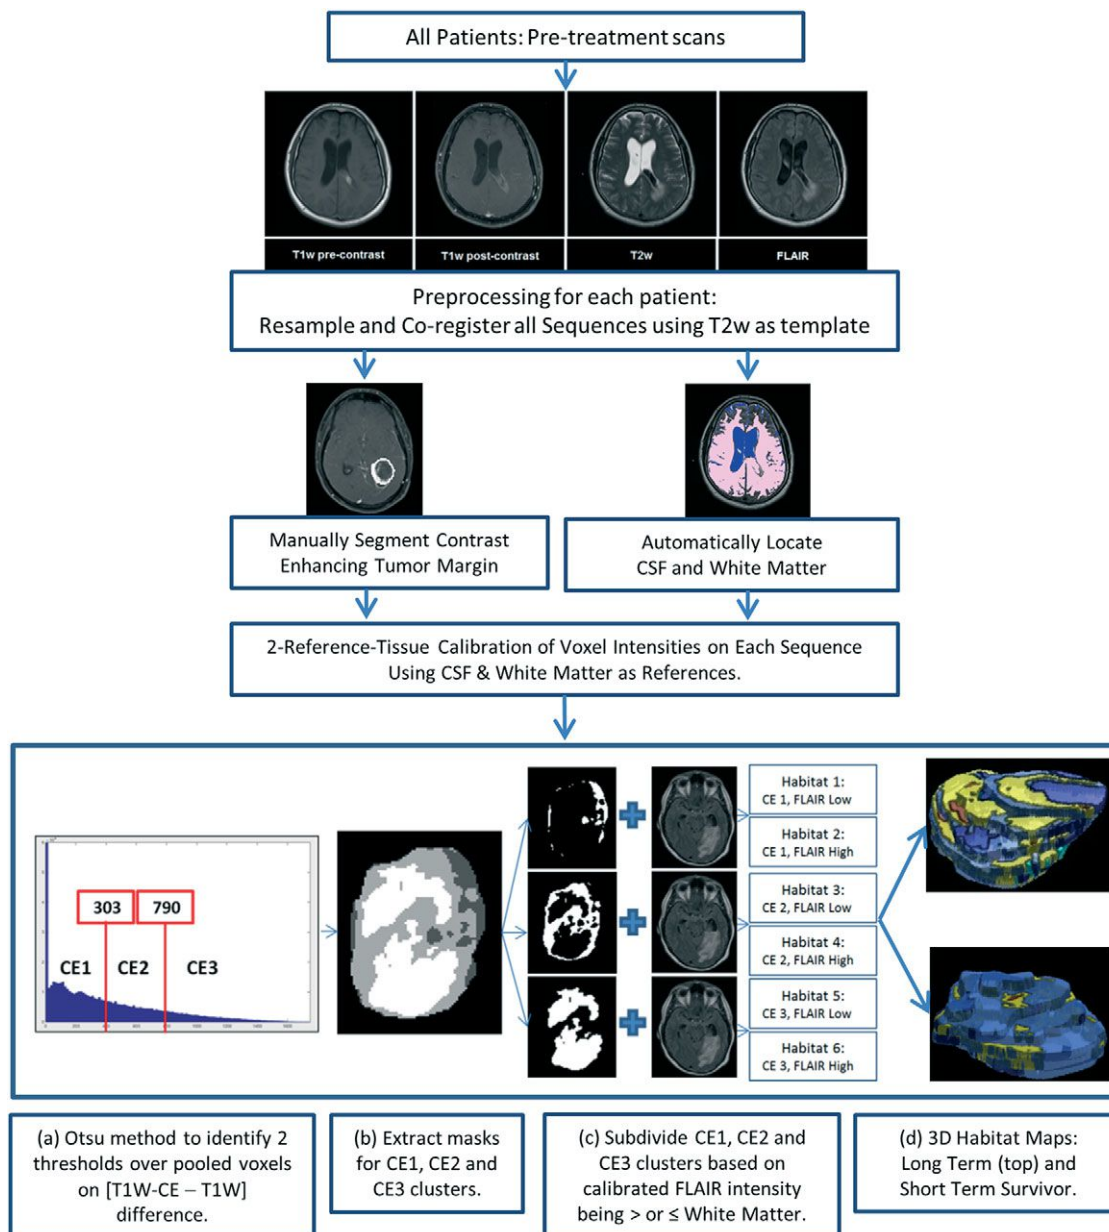 All Patients: Pre-treatment scans
T1w pre-contrast
T1w post-contrast
T2w
FLAIR
Preprocessing for each patient:
Resample and Co-register all Sequences using T2w as template
Manually Segment Contrast
Enhancing Tumor Margin
Automatically Locate
CSF and White Matter
2-Reference-Tissue Calibration of Voxel Intensities on Each Sequence
Using CSF & White Matter as References.
303
790
CE1
CE2
CE3
Habitat 1:
CE 1, FLAIR Low
Habitat 2:
CE 1, FLAIR High
Habitat 3:
CE 2, FLAIR Low
Habitat 4:
CE 2, FLAIR High
Habitat 5:
CE 3, FLAIR Low
Habitat 6:
CE 3, FLAIR High
(a) Otsu method to identify 2
thresholds over pooled voxels
on [T1W-CE – T1W]
difference.
(b) Extract masks
for CE1, CE2 and
CE3 clusters.
(c) Subdivide CE1, CE2 and
CE3 clusters based on
calibrated FLAIR intensity
being > or ≤ White Matter.
(d) 3D Habitat Maps:
Long Term (top) and
Short Term Survivor.